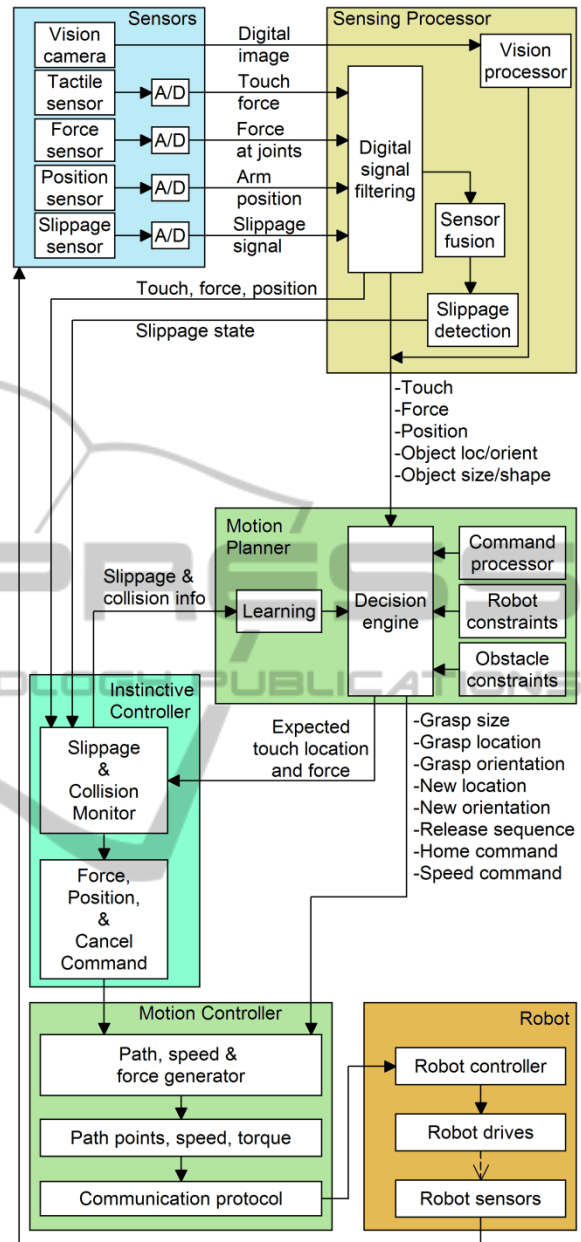 Sensors
Sensing Processor
Vision
camera
Digital
image
Vision
processor
Tactile
sensor
A/D
Touch
force
Force
sensor
A/D
Force
at joints
Position
sensor
A/D
Arm
position
Slippage
sensor
A/D
Slippage
signal
Digital
signal
filtering
Sensor
fusion
Slippage
detection
Touch, force, position
Slippage state
-Touch
-Force
-Position
-Object loc/orient
-Object size/shape
Motion
Planner
Slippage &
collision info
Learning
Decision
engine
Command
processor
Robot
constraints
Obstacle
constraints
PRESS
OLOGY PUBLICATIONS
Instinctive
Controller
Slippage
&
Collision
Monitor
Expected
touch location
and force
-Grasp size
-Grasp location
-Grasp orientation
-New location
-New orientation
-Release sequence
-Home command
-Speed command
Force,
Position,
&
Cancel
Command
Motion Controller
Path, speed &
force generator
Path points, speed, torque
Communication protocol
Robot
Robot controller
Robot drives
Robot sensors